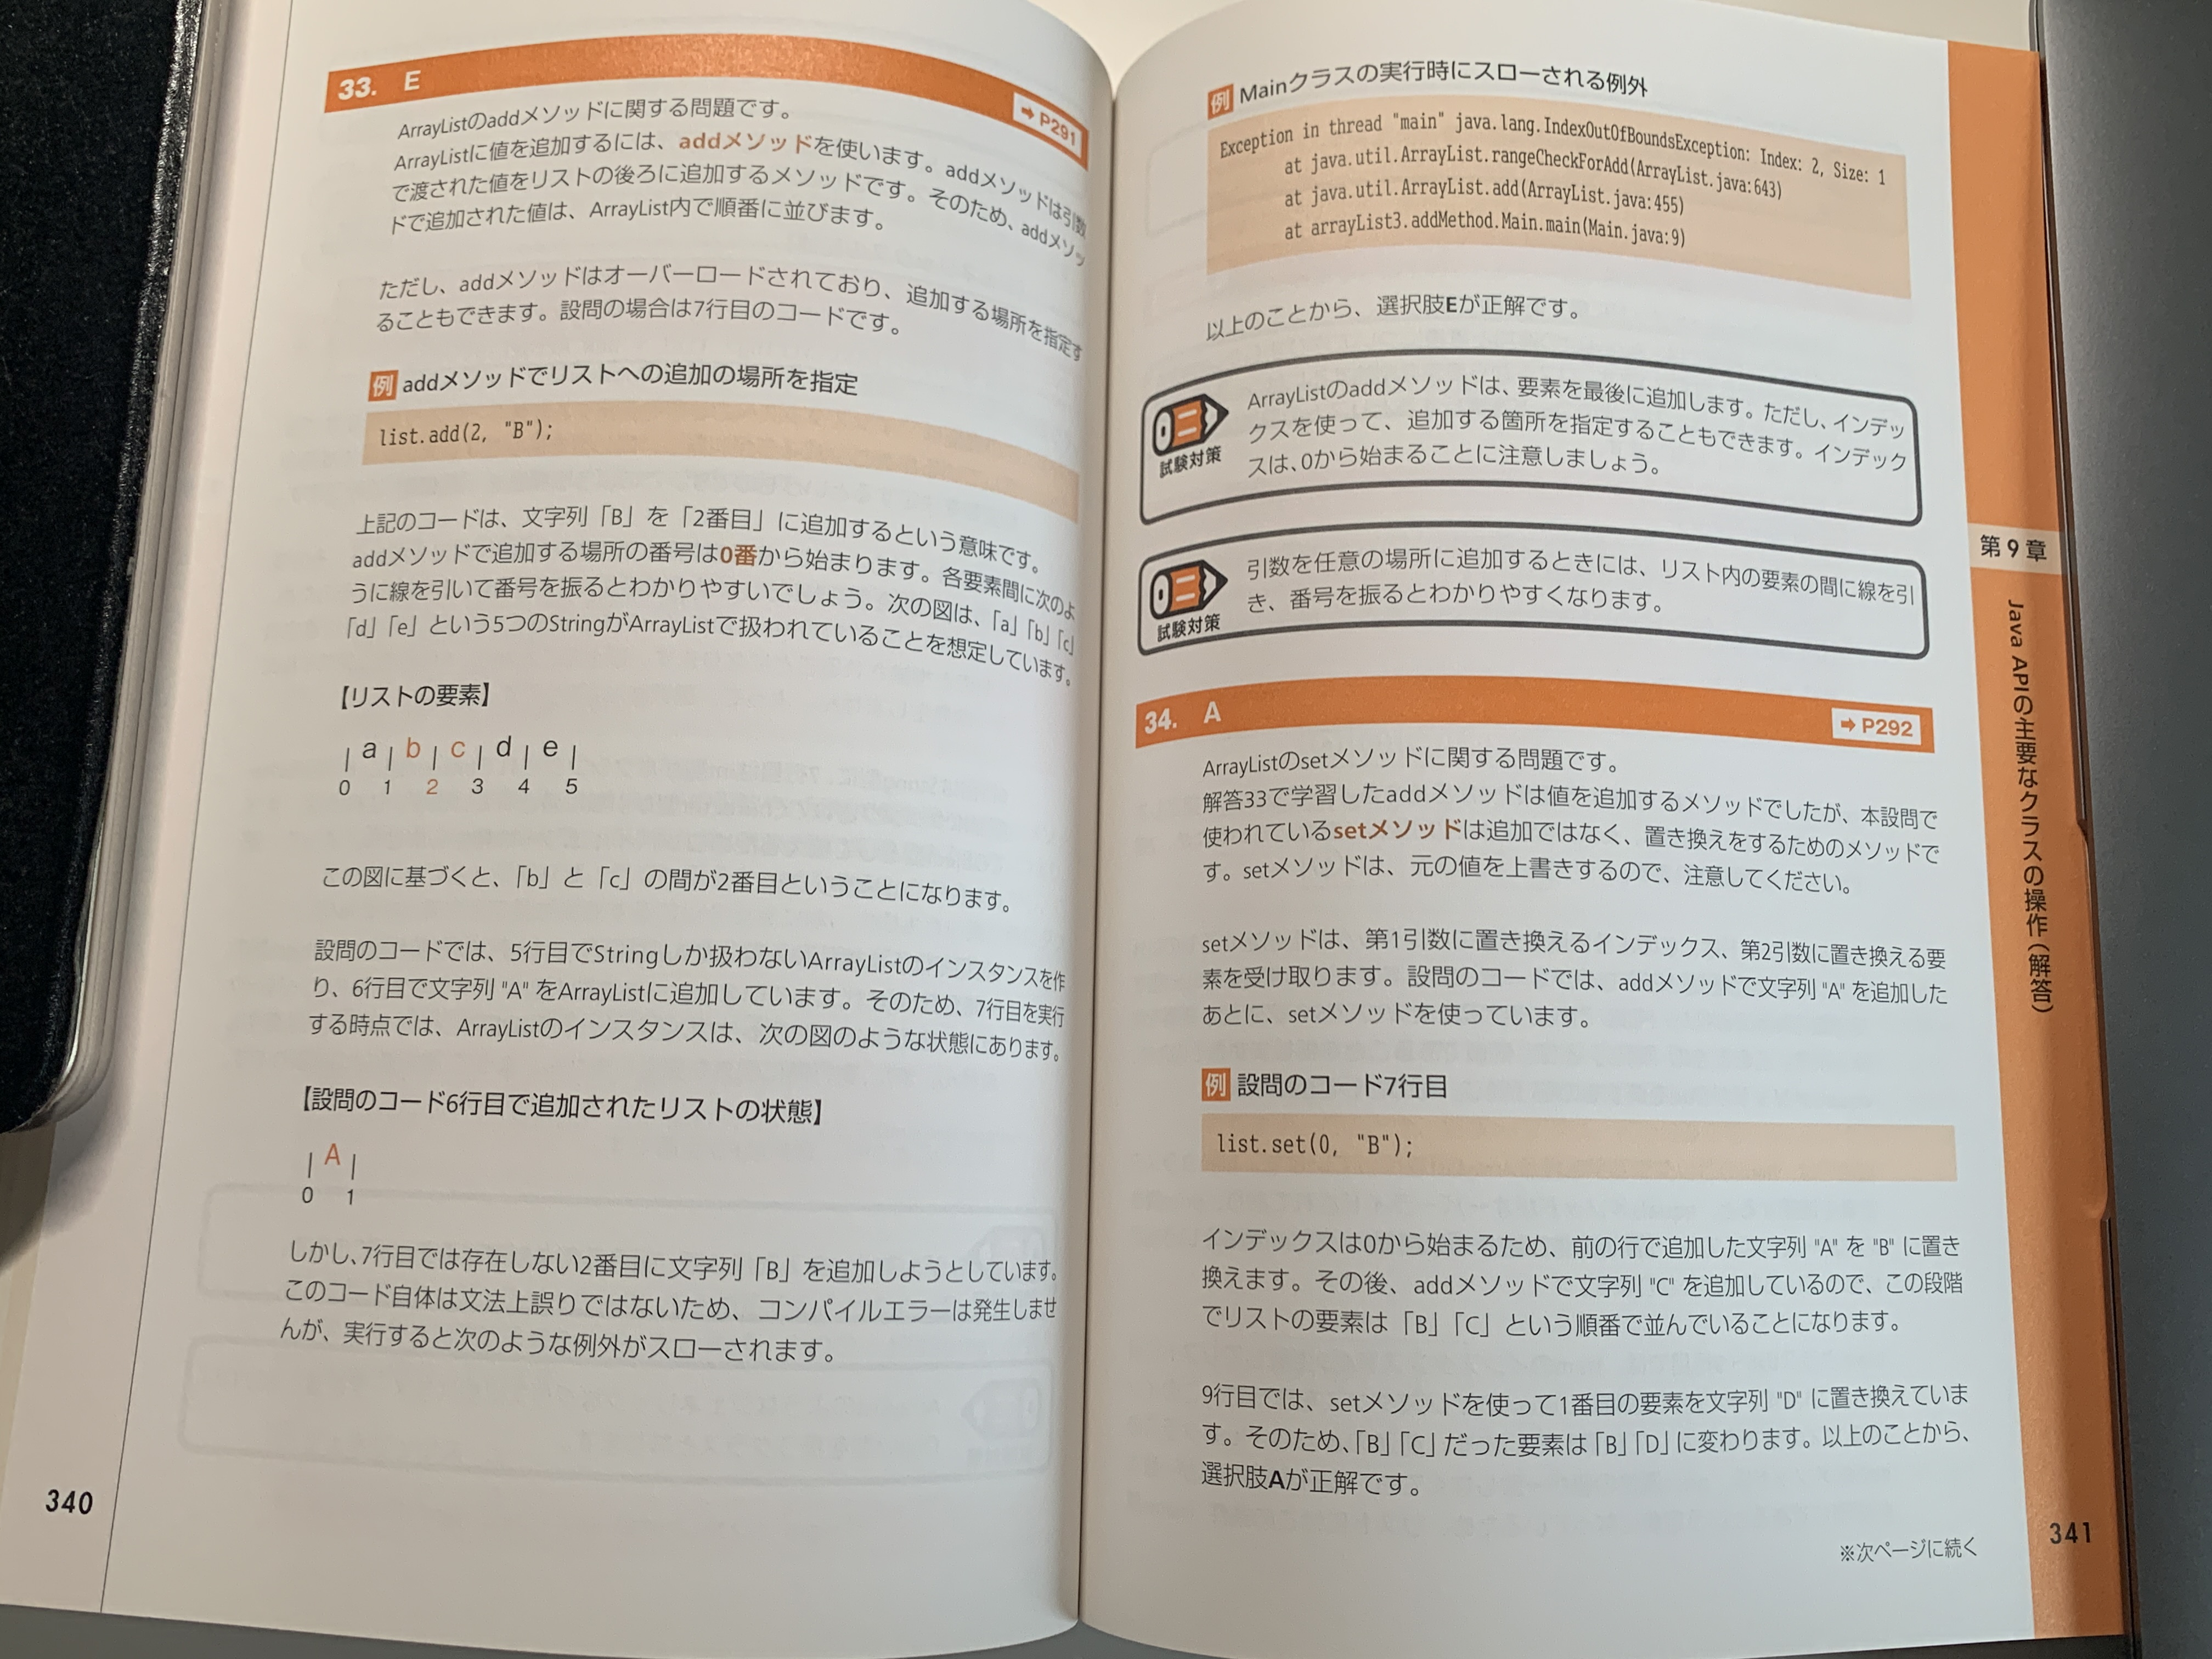 33. E
➡ P291
ArrayListのaddメソッドに関する問題です。
ArrayListに値を追加するには、addメソッドを使います。addメソッドは引数
で渡された値をリストの後ろに追加するメソッドです。そのため、addメソッ
ドで追加された値は、ArrayList内で順番に並びます。
ただし、addメソッドはオーバーロードされており、追加する場所を指定す
ることもできます。設問の場合は7行目のコードです。
例 addメソッドでリストへの追加の場所を指定
list.add(2, "B");
上記のコードは、文字列「B」を「2番目」に追加するという意味です。
addメソッドで追加する場所の番号は0番から始まります。各要素間に次のよ
うに線を引いて番号を振るとわかりやすいでしょう。次の図は、「a」「b」「c」
「d」「e」という5つのStringがArrayListで扱われていることを想定しています。
【リストの要素】
| a | b | c | d | e |
0 1 2 3 4 5
この図に基づくと、「b」と「c」の間が2番目ということになります。
設問のコードでは、5行目でStringしか扱わないArrayListのインスタンスを作
り、6行目で文字列 "A" をArrayListに追加しています。そのため、7行目を実行
する時点では、ArrayListのインスタンスは、次の図のような状態にあります。
【設問のコード6行目で追加されたリストの状態】
| A |
0 1
しかし、7行目では存在しない2番目に文字列「B」を追加しようとしています。
このコード自体は文法上誤りではないため、コンパイルエラーは発生しませ
んが、実行すると次のような例外がスローされます。
340
例 Mainクラスの実行時にスローされる例外
Exception in thread "main" java.lang.IndexOutOfBoundsException: Index: 2, Size: 1
at java.util.ArrayList.rangeCheckForAdd(ArrayList.java:643)
at java.util.ArrayList.add(ArrayList.java:455)
at arrayList3.addMethod.Main.main(Main.java:9)
以上のことから、選択肢Eが正解です。
試験対策
ArrayListのaddメソッドは、要素を最後に追加します。ただし、インデッ
クスを使って、追加する箇所を指定することもできます。インデック
スは、0から始まることに注意しましょう。
試験対策
引数を任意の場所に追加するときには、リスト内の要素の間に線を引
き、番号を振るとわかりやすくなります。
34. A
➡ P292
ArrayListのsetメソッドに関する問題です。
解答33で学習したaddメソッドは値を追加するメソッドでしたが、本設問で
使われているsetメソッドは追加ではなく、置き換えをするためのメソッドで
す。setメソッドは、元の値を上書きするので、注意してください。
setメソッドは、第1引数に置き換えるインデックス、第2引数に置き換える要
素を受け取ります。設問のコードでは、addメソッドで文字列 "A" を追加した
あとに、setメソッドを使っています。
例 設問のコード7行目
list.set(0, "B");
インデックスは0から始まるため、前の行で追加した文字列 "A" を "B" に置き
換えます。その後、addメソッドで文字列 "C" を追加しているので、この段階
でリストの要素は「B」「C」という順番で並んでいることになります。
9行目では、setメソッドを使って1番目の要素を文字列 "D" に置き換えていま
す。そのため、「B」「C」だった要素は「B」「D」に変わります。以上のことから、
選択肢Aが正解です。
※次ページに続く
第9章
Java APIの主要なクラスの操作(解答)
341